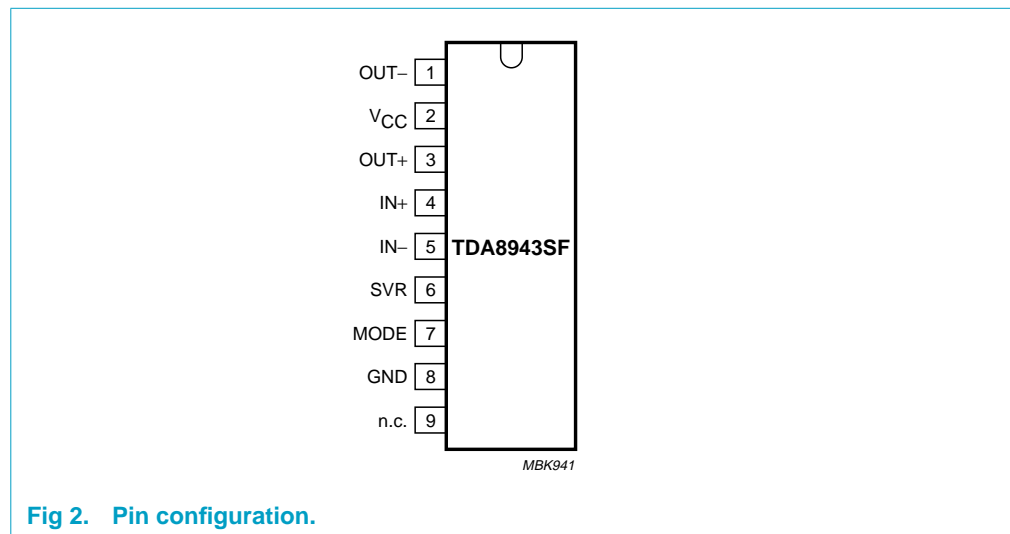 OUT− 1
VCC 2
OUT+ 3
IN+ 4
IN− 5 TDA8943SF
SVR 6
MODE 7
GND 8
n.c. 9
MBK941
Fig 2. Pin configuration.